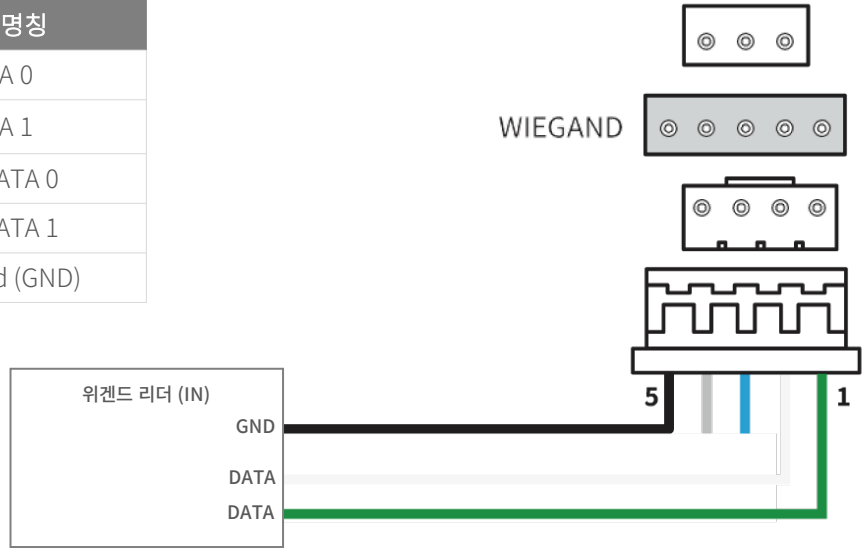 명칭
A 0
A 1
ATA 0
ATA 1
d (GND)
WIEGAND
5
1
위겐드 리더 (IN)
GND
DATA
DATA